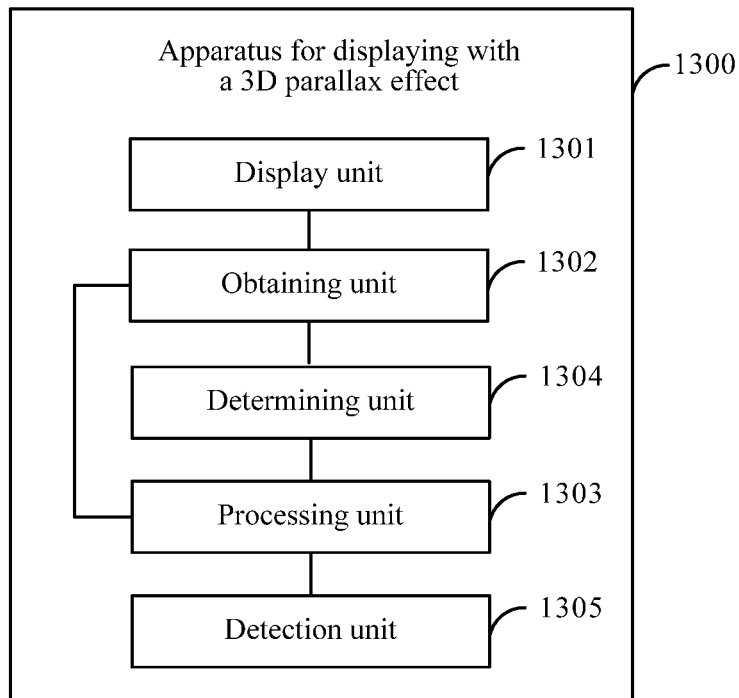 Apparatus for displaying with
a 3D parallax effect
1300
1301
Display unit
1302
Obtaining unit
1304
Determining unit
1303
Processing unit
1305
Detection unit